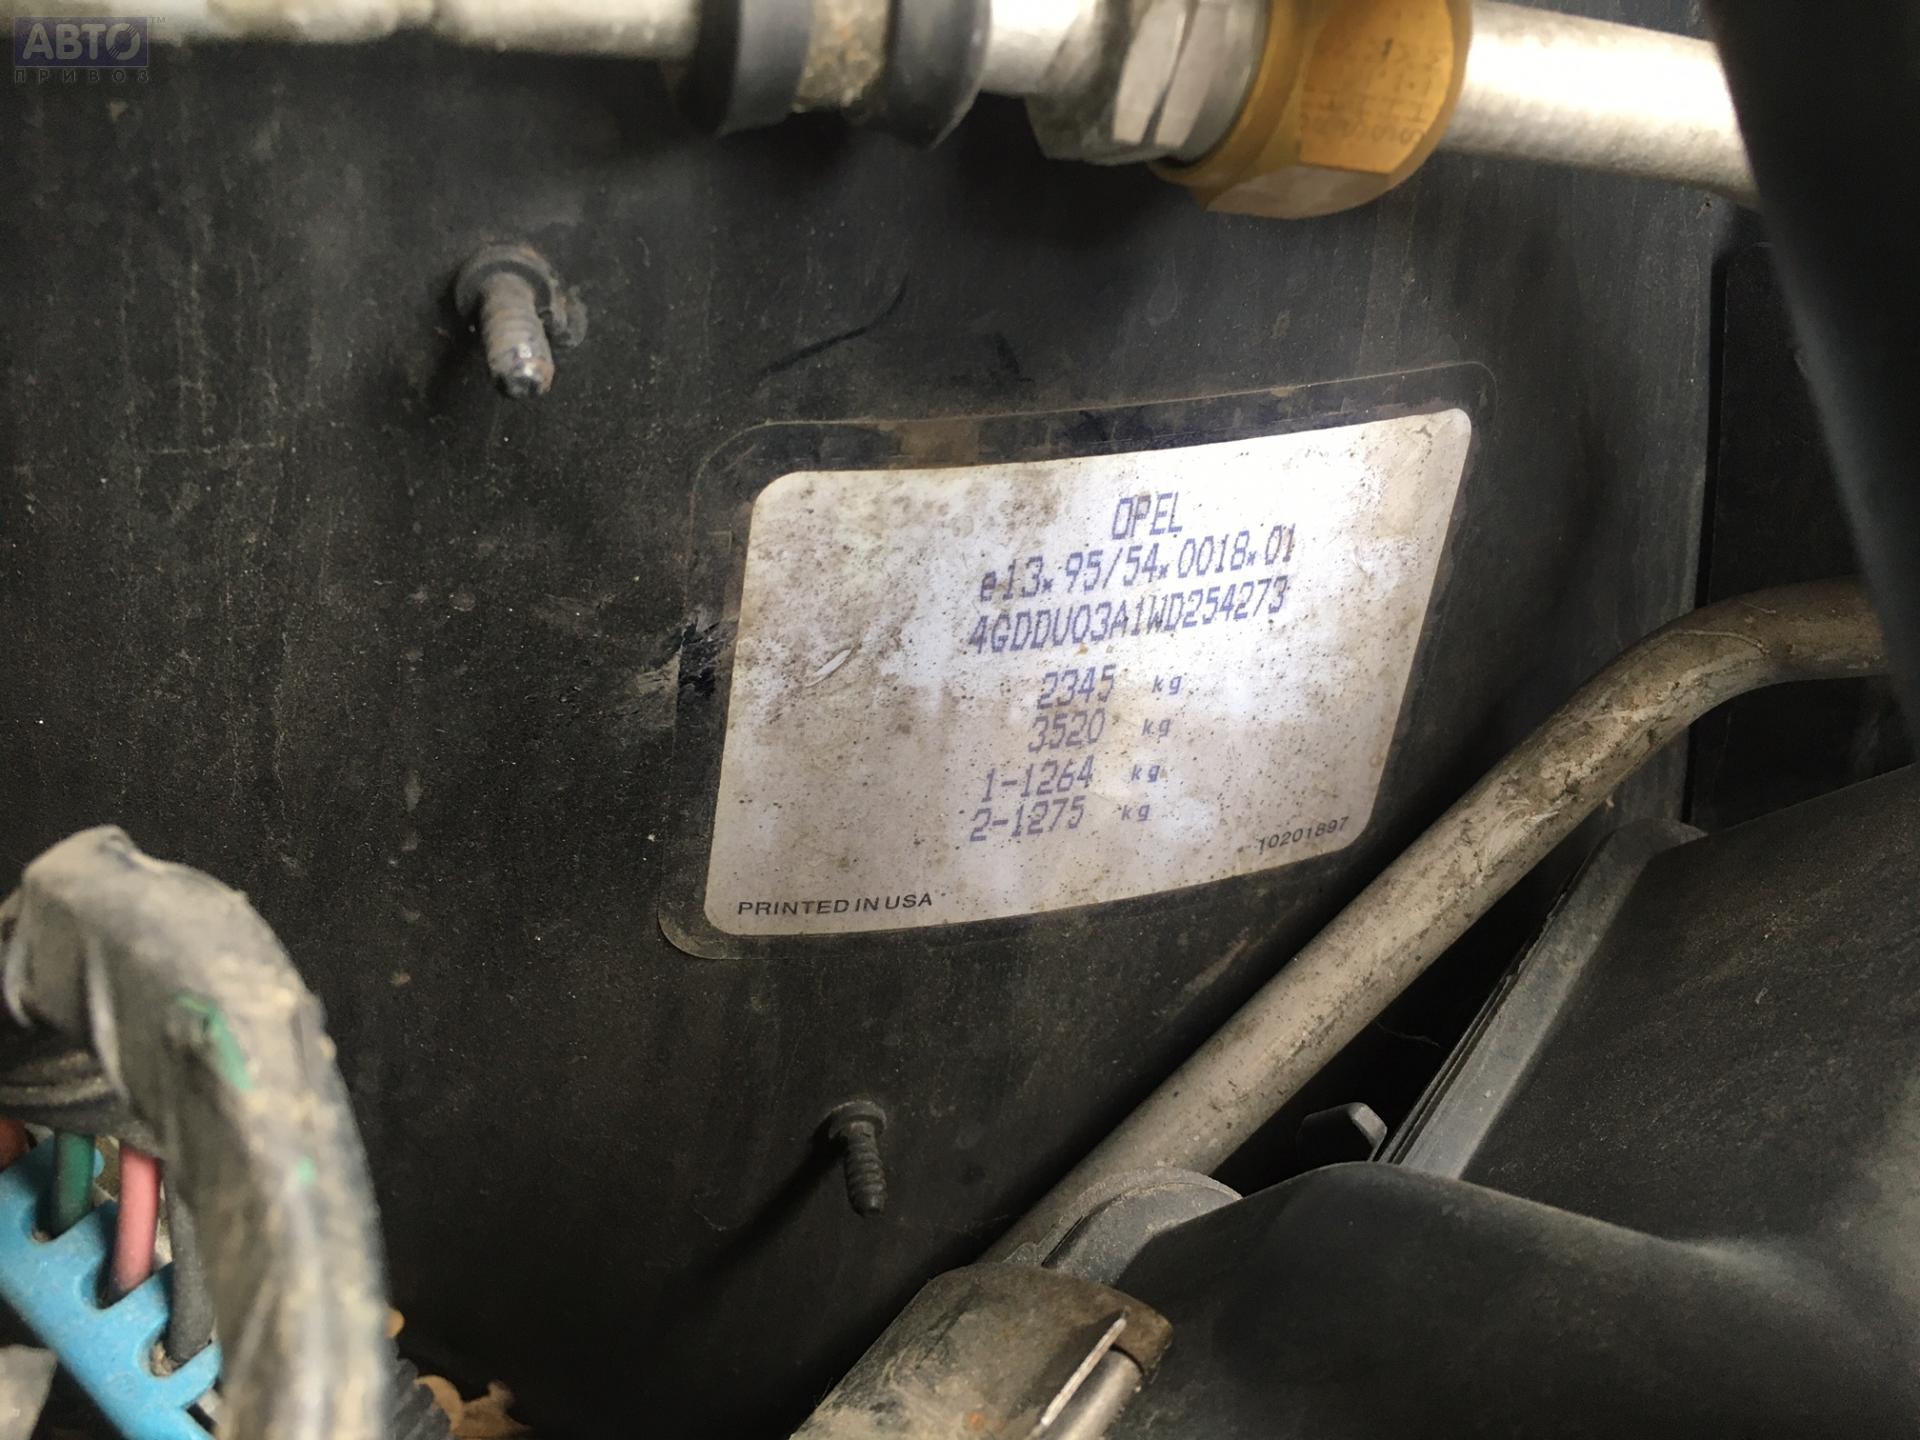 АВТО
ПРИВОЗ
OPEL
e13*95/54*0018*01
4GDDU03A1WD254273
2345 kg
3520 kg
1-1264 kg
2-1275 kg
10201897
PRINTED IN USA